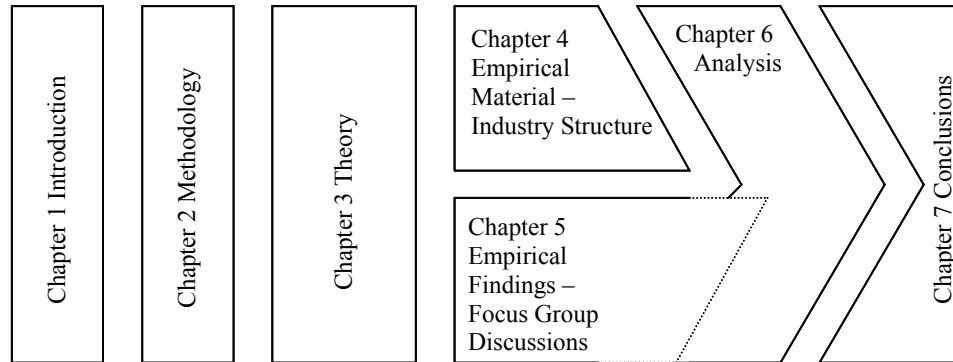 Chapter 1 Introduction
Chapter 2 Methodology
Chapter 3 Theory
Chapter 4
Empirical
Material –
Industry Structure
Chapter 5
Empirical
Findings –
Focus Group
Discussions
Chapter 6
Analysis
Chapter 7 Conclusions